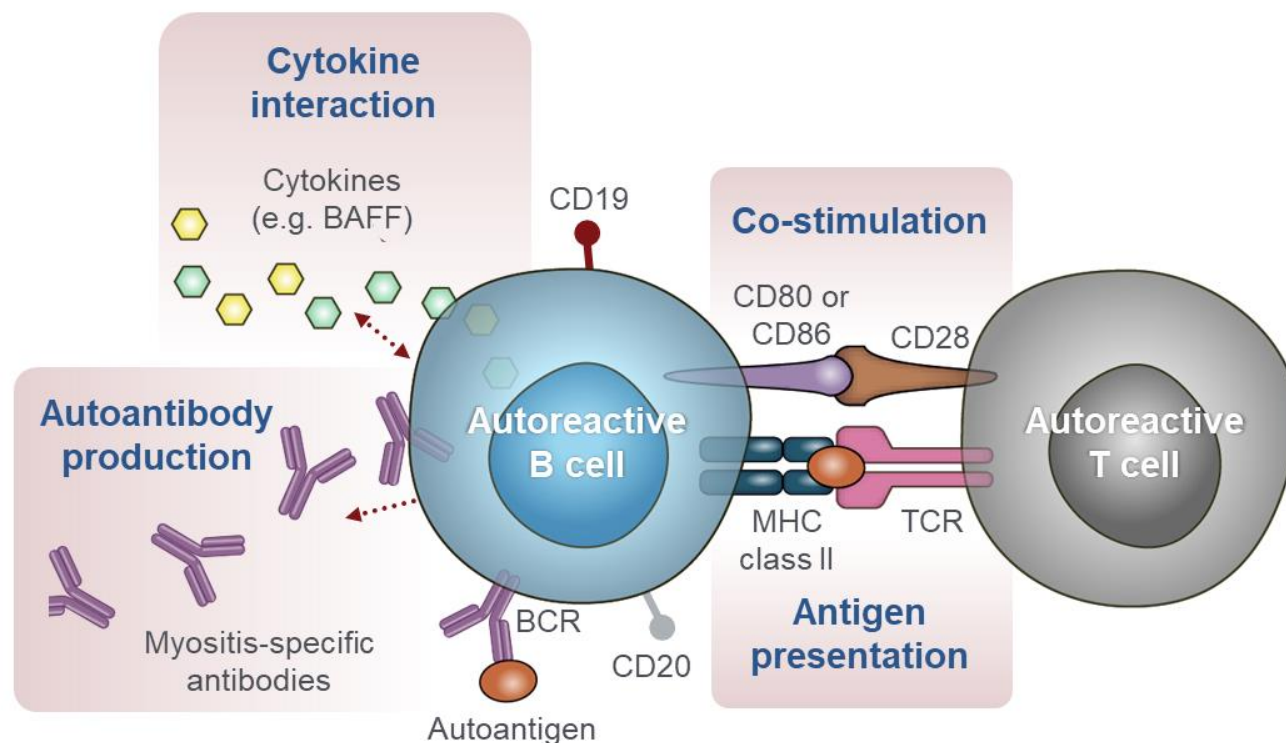 Cytokine
interaction
Cytokines
(e.g. BAFF)
CD19
Co-stimulation
CD80 or
CD86
CD28
Autoantibody
production
Autoreactive
B cell
Autoreactive
T cell
MHC
class II
TCR
Myositis-specific
antibodies
BCR
CD20
Antigen
presentation
Autoantigen